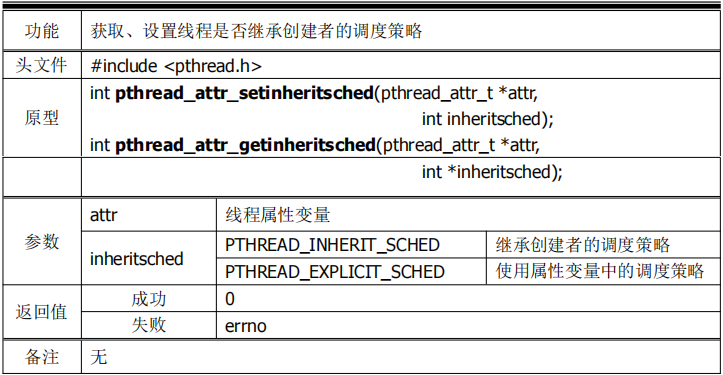 功能 获取、设置线程是否继承创建者的调度策略
头文件 #include <pthread.h>
原型 int pthread_attr_setinheritsched(pthread_attr_t *attr,
int inheritsched);
int pthread_attr_getinheritsched(pthread_attr_t *attr,
int *inheritsched);
参数 attr 线程属性变量
inheritsched PTHREAD_INHERIT_SCHED 继承创建者的调度策略
PTHREAD_EXPLICIT_SCHED 使用属性变量中的调度策略
返回值 成功 0
失败 errno
备注 无